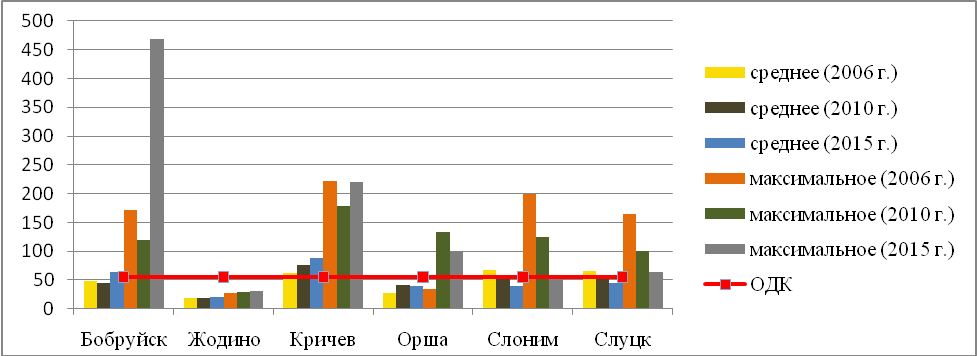 500
450
400
350
300
250
200
150
100
50
0
Бобруйск Жодино Кричев Орша Слоним Слуцк
среднее (2006 г.)
среднее (2010 г.)
среднее (2015 г.)
максимальное (2006 г.)
максимальное (2010 г.)
максимальное (2015 г.)
ОДК